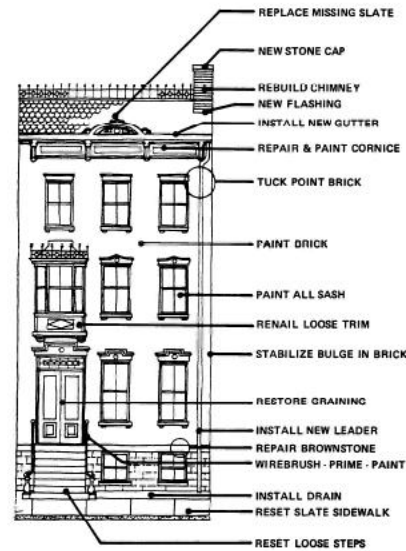 REPLACE MISSING SLATE
NEW STONE CAP
REBUILD CHIMNEY
NEW FLASHING
INSTALL NEW GUTTER
REPAIR & PAINT CORNICE
TUCK POINT BRICK
PAINT BRICK
PAINT ALL SASH
RENAIL LOOSE TRIM
STABILIZE BULGE IN BRICK
RESTORE GRAINING
INSTALL NEW LEADER
REPAIR BROWNSTONE
WIREBRUSH - PRIME - PAINT
INSTALL DRAIN
RESET SLATE SIDEWALK
RESET LOOSE STEPS